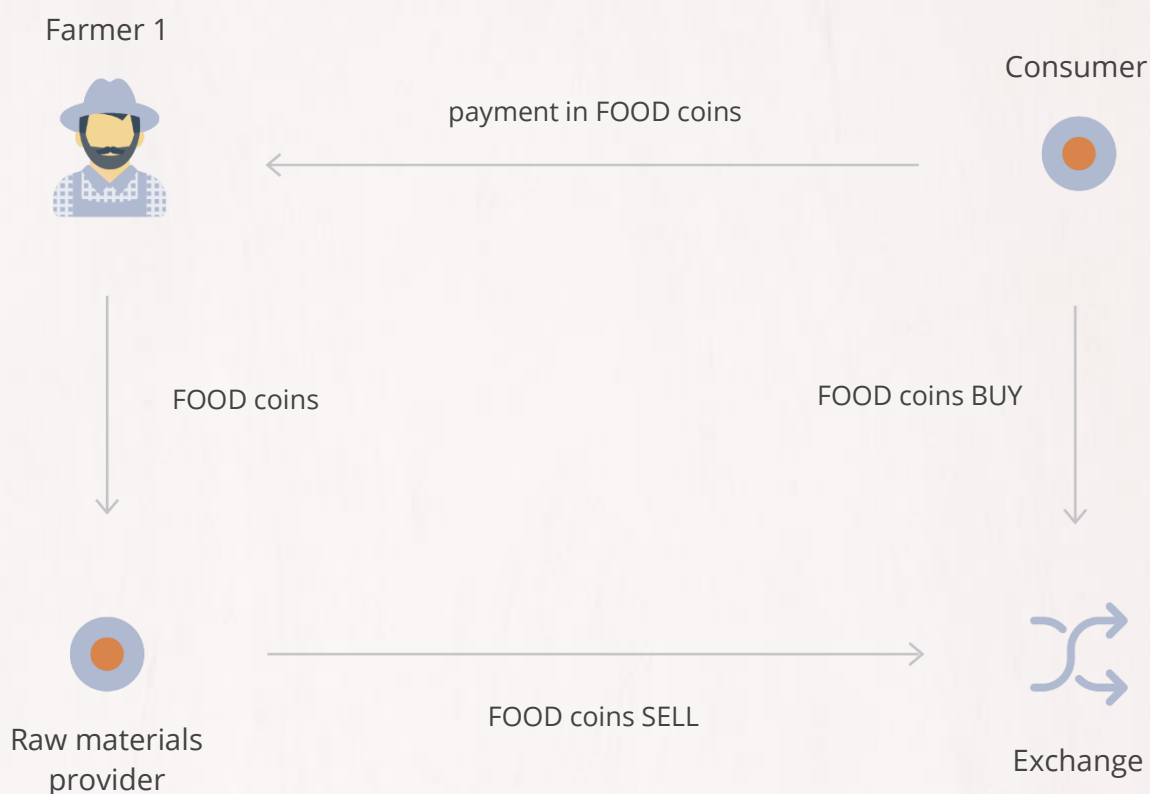 Farmer 1
Consumer
payment in FOOD coins
FOOD coins
FOOD coins BUY
FOOD coins SELL
Raw materials
provider
Exchange